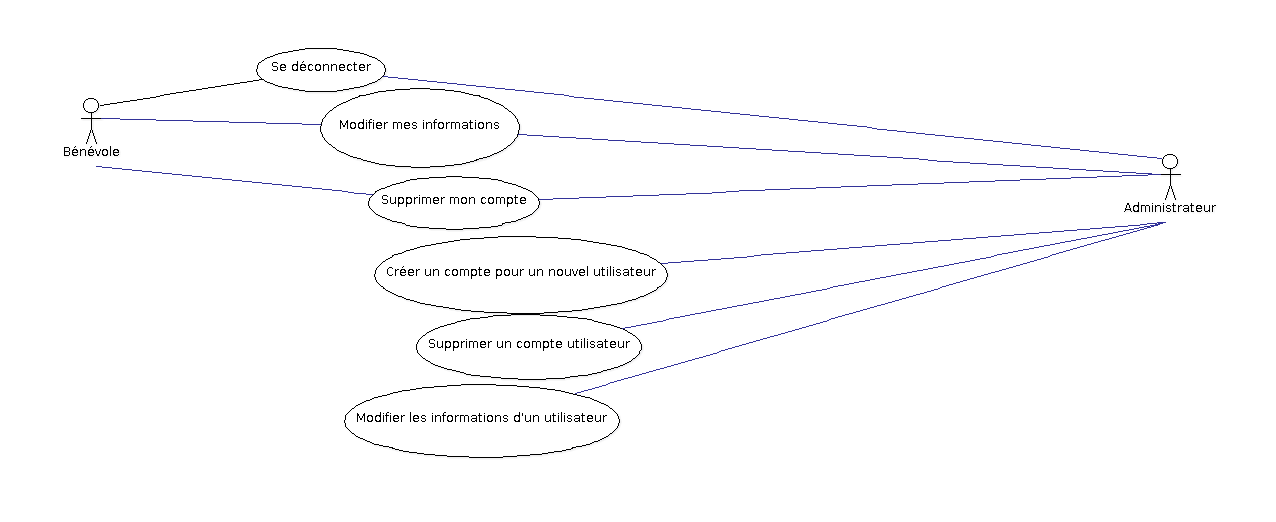 Se déconnecter
Modifier mes informations
Bénévole
Supprimer mon compte
Administrateur
Créer un compte pour un nouvel utilisateur
Supprimer un compte utilisateur
Modifier les informations d'un utilisateur